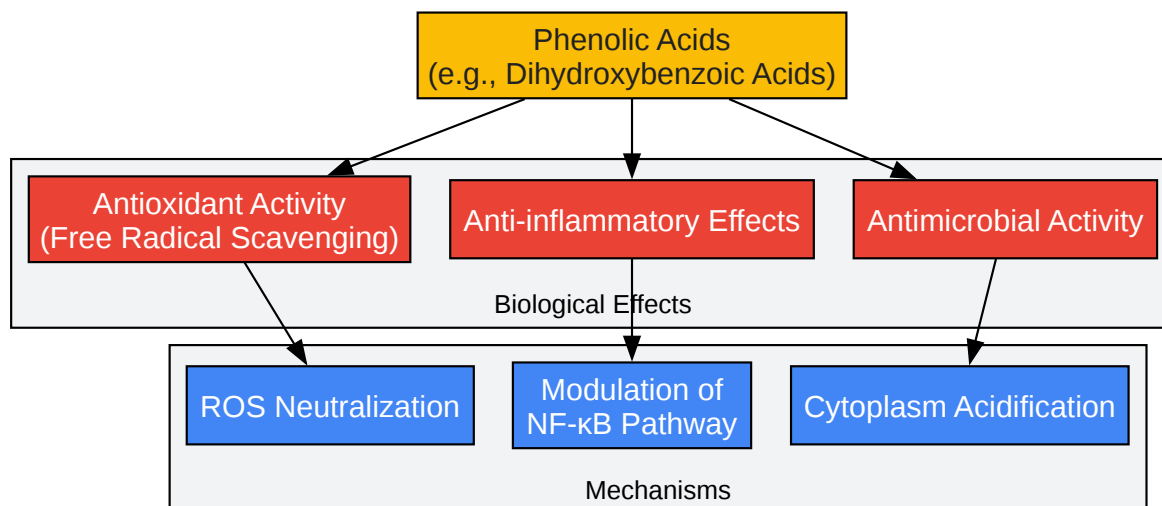 Phenolic Acids
(e.g., Dihydroxybenzoic Acids)
Antioxidant Activity
(Free Radical Scavenging)
Anti-inflammatory Effects
Antimicrobial Activity
Biological Effects
ROS Neutralization
Modulation of
NF-κB Pathway
Cytoplasm Acidification
Mechanisms